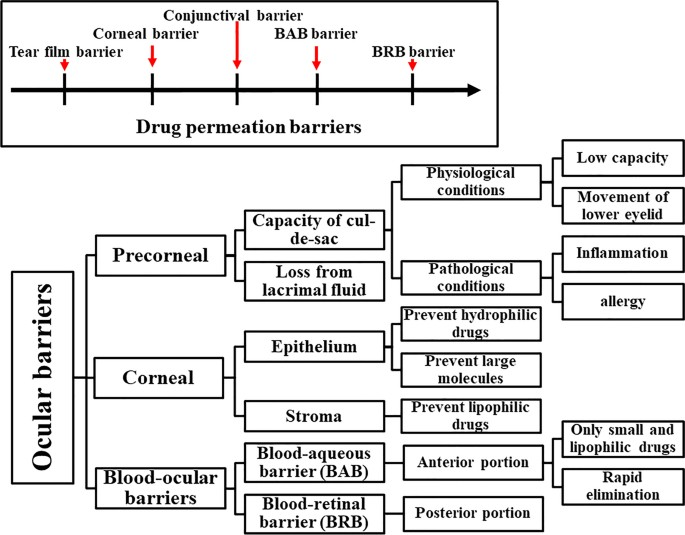 Conjunctival barrier
Corneal barrier
BAB barrier
Tear film barrier
BRB barrier
Drug permeation barriers
Ocular barriers
Precorneal
Capacity of cul-
de-sac
Physiological
conditions
Low capacity
Movement of
lower eyelid
Pathological
conditions
Inflammation
allergy
Loss from
lacrimal fluid
Corneal
Epithelium
Prevent hydrophilic
drugs
Prevent large
molecules
Stroma
Prevent lipophilic
drugs
Blood-ocular
barriers
Blood-aqueous
barrier (BAB)
Anterior portion
Only small and
lipophilic drugs
Rapid
elimination
Blood-retinal
barrier (BRB)
Posterior portion